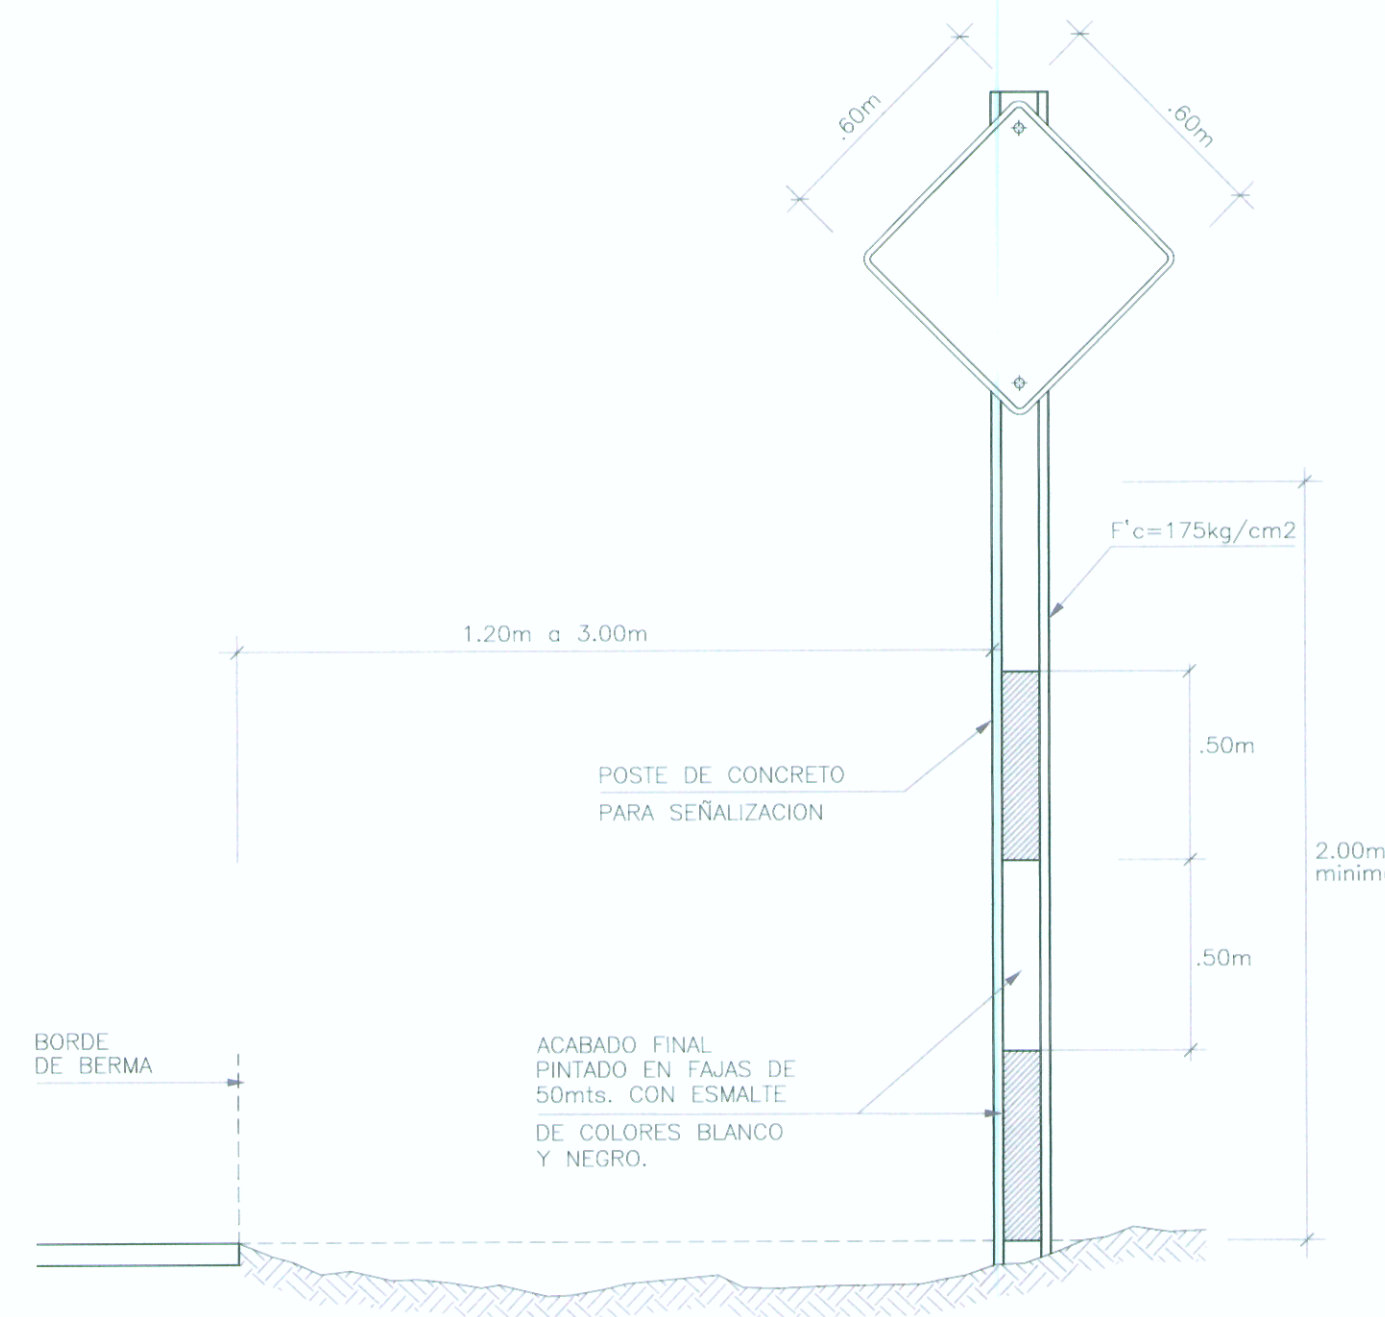 .60m
.60m
F'c=175kg/cm2
1.20m a 3.00m
.50m
POSTE DE CONCRETO
PARA SEÑALIZACION
2.00m
minim
.50m
BORDE
DE BERMA
ACABADO FINAL
PINTADO EN FAJAS DE
50mts. CON ESMALTE
DE COLORES BLANCO
Y NEGRO.